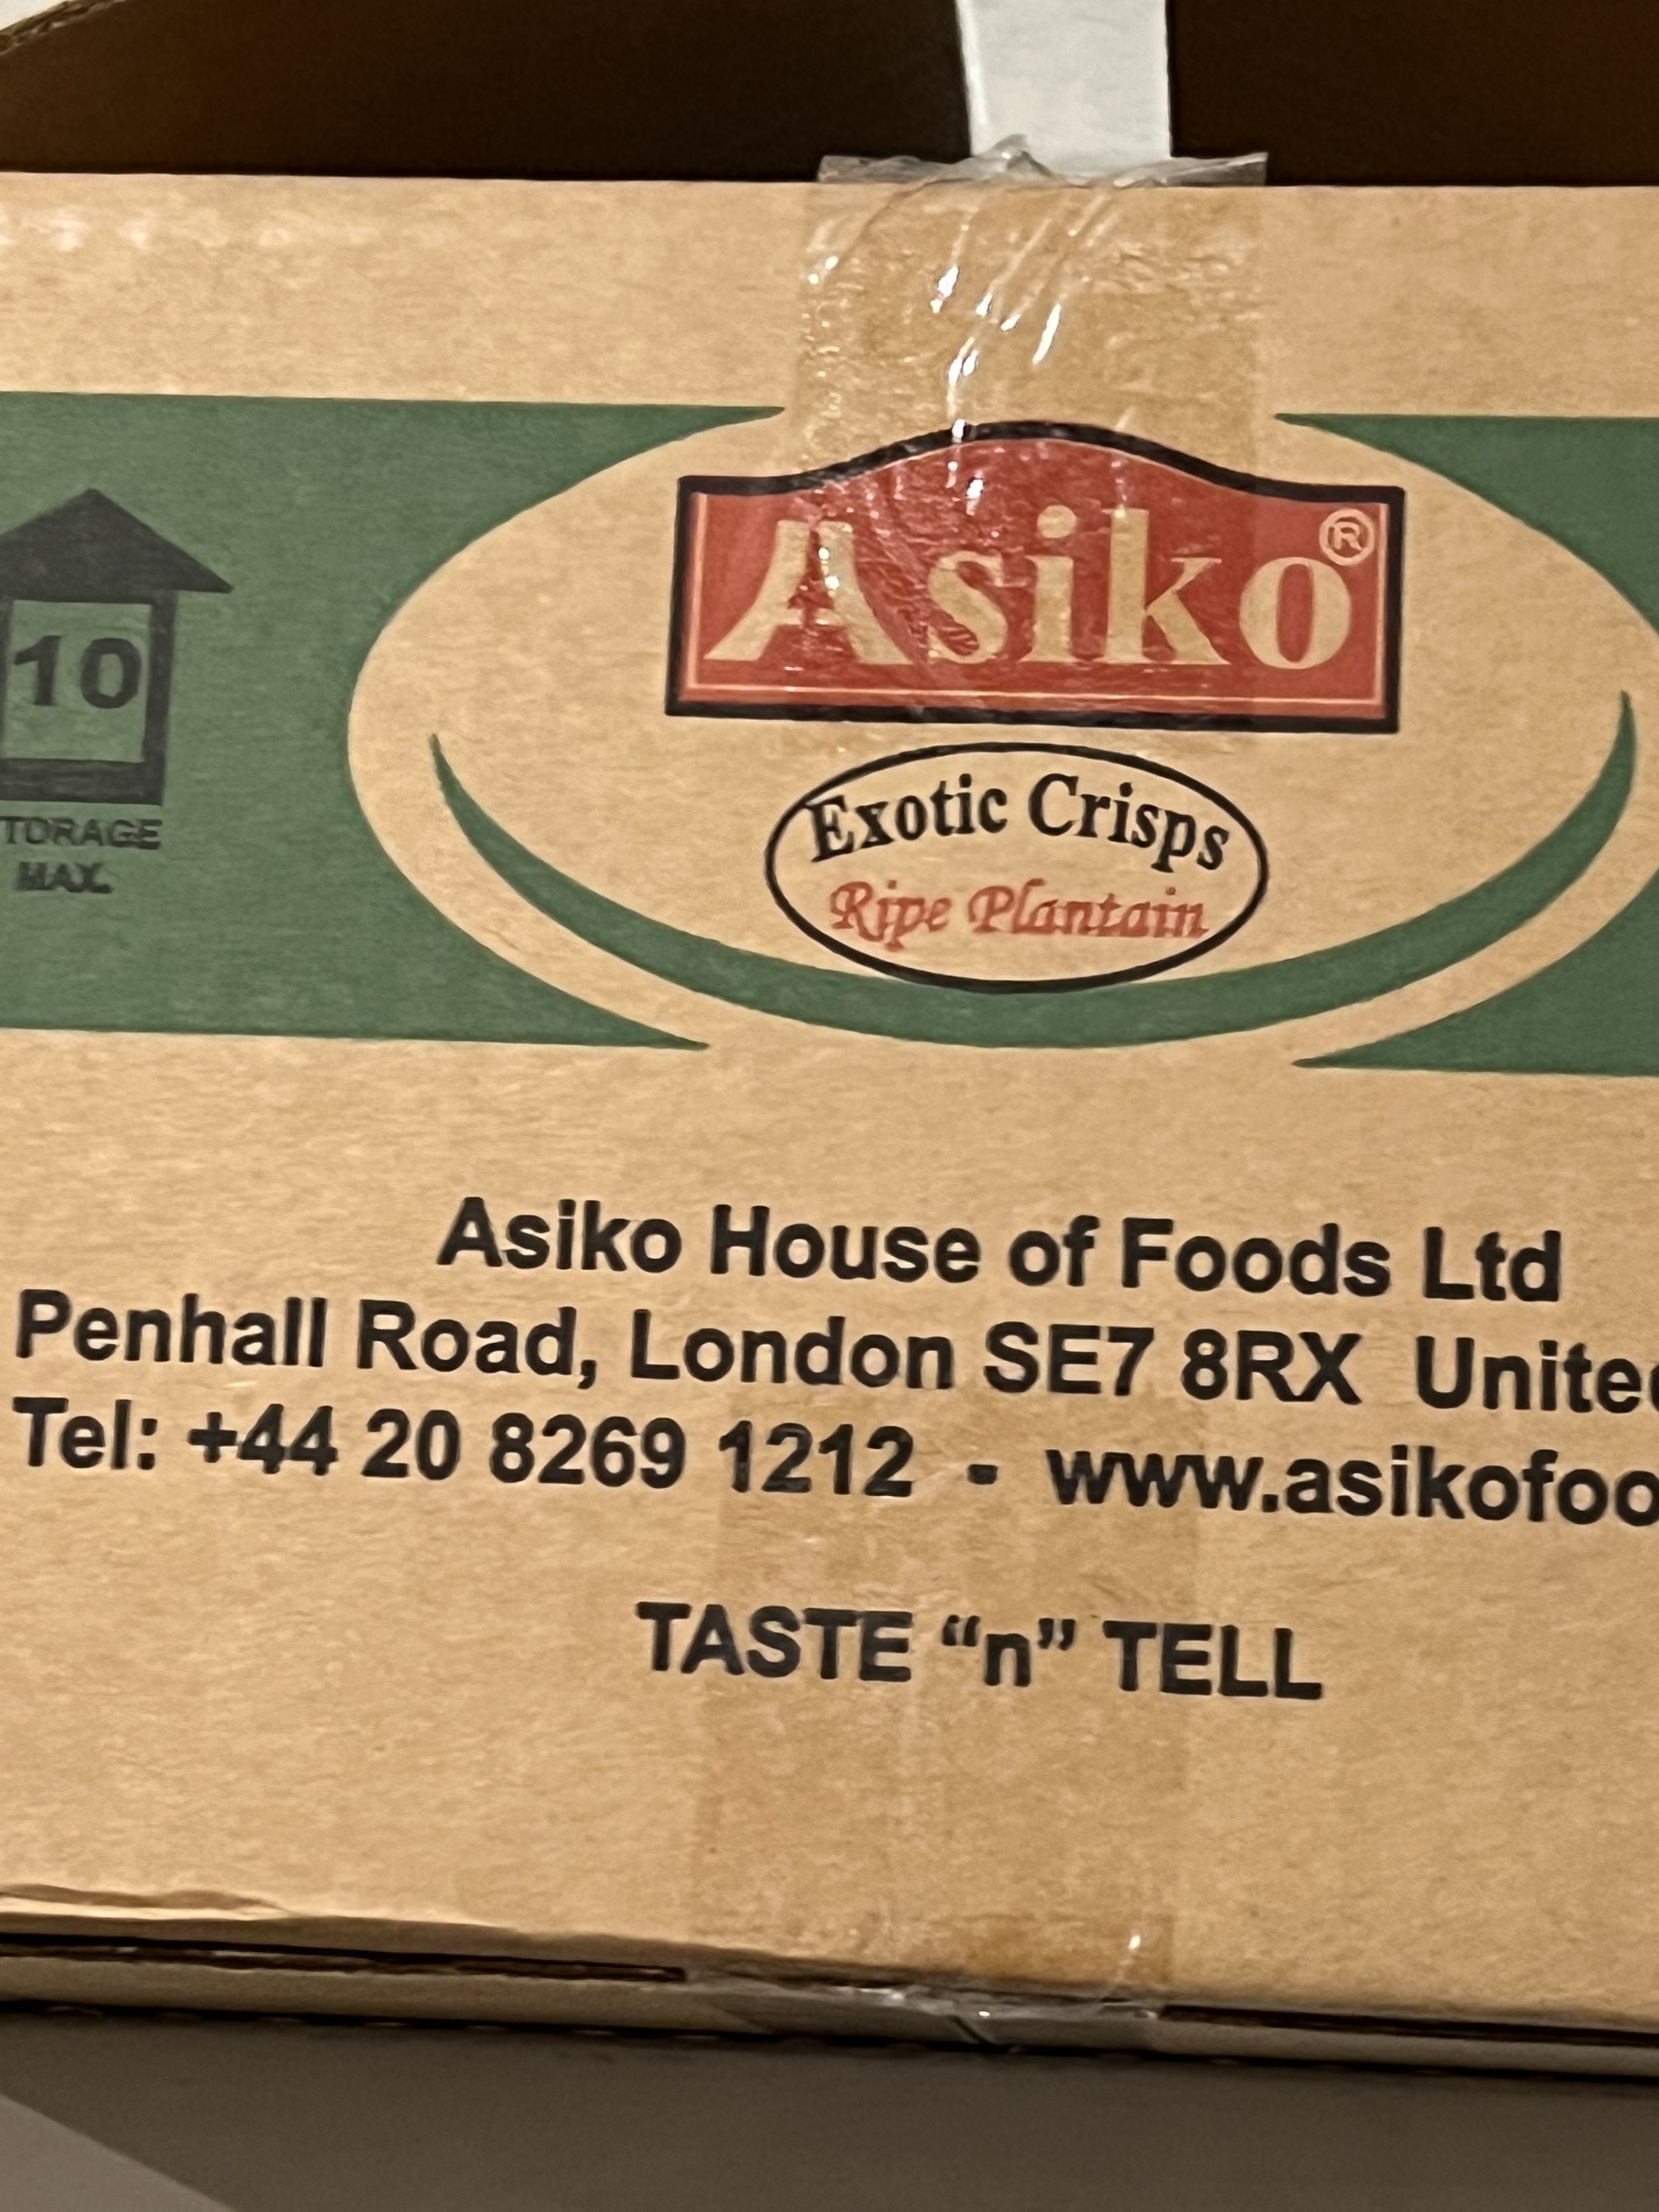 Asiko®
10
TORAGE
MAX.
Exotic Crisps
Ripe Plantain
Asiko House of Foods Ltd
Penhall Road, London SE7 8RX Unite
Tel: +44 20 8269 1212 - www.asikofoo
TASTE “n” TELL